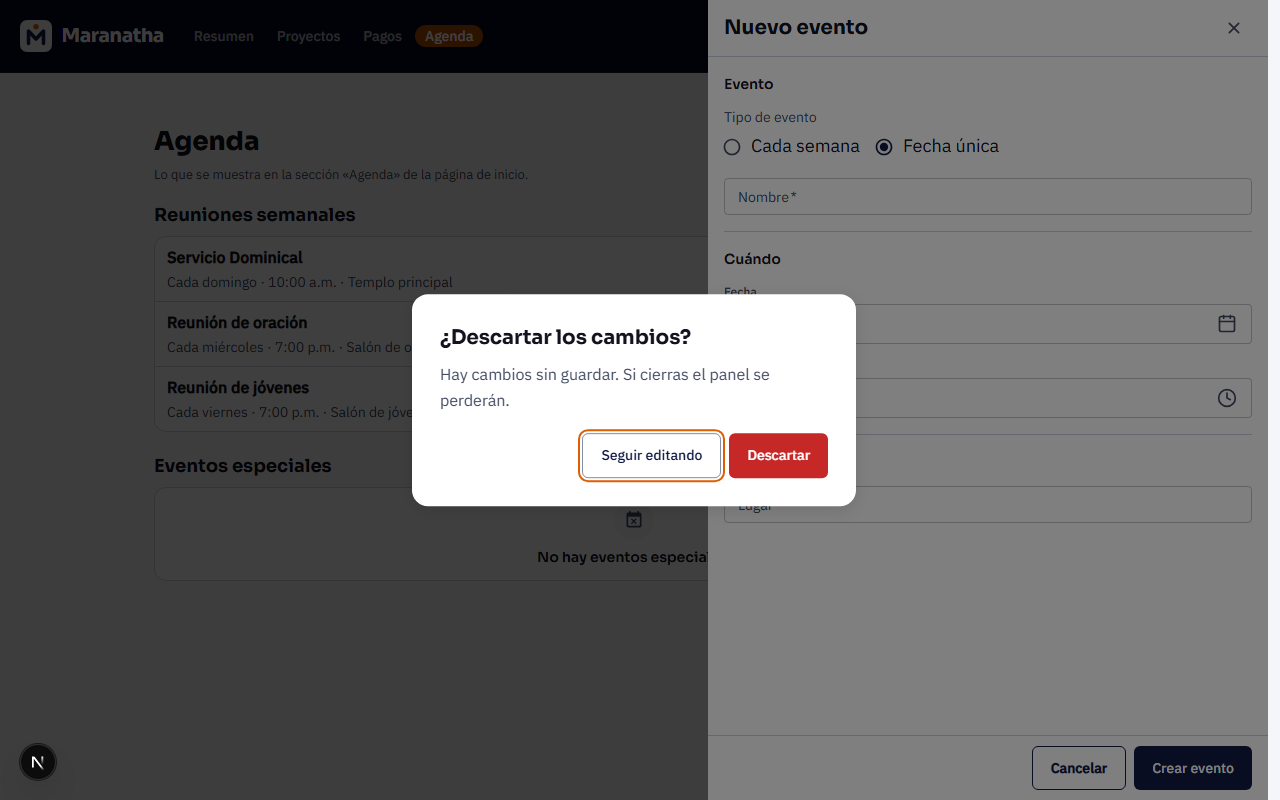 Maranatha
Resumen
Proyectos
Pagos
Agenda
Agenda
Lo que se muestra en la sección «Agenda» de la página de inicio.
Reuniones semanales
Servicio Dominical
Cada domingo · 10:00 a.m. · Templo principal
Reunión de oración
Cada miércoles · 7:00 p.m. · Salón de o
Reunión de jóvenes
Cada viernes · 7:00 p.m. · Salón de jóve
Eventos especiales
No hay eventos especial
Nuevo evento
Evento
Tipo de evento
Cada semana
Fecha única
Nombre*
Cuándo
Fecha
Lugar
Cancelar
Crear evento
¿Descartar los cambios?
Hay cambios sin guardar. Si cierras el panel se
perderán.
Seguir editando
Descartar